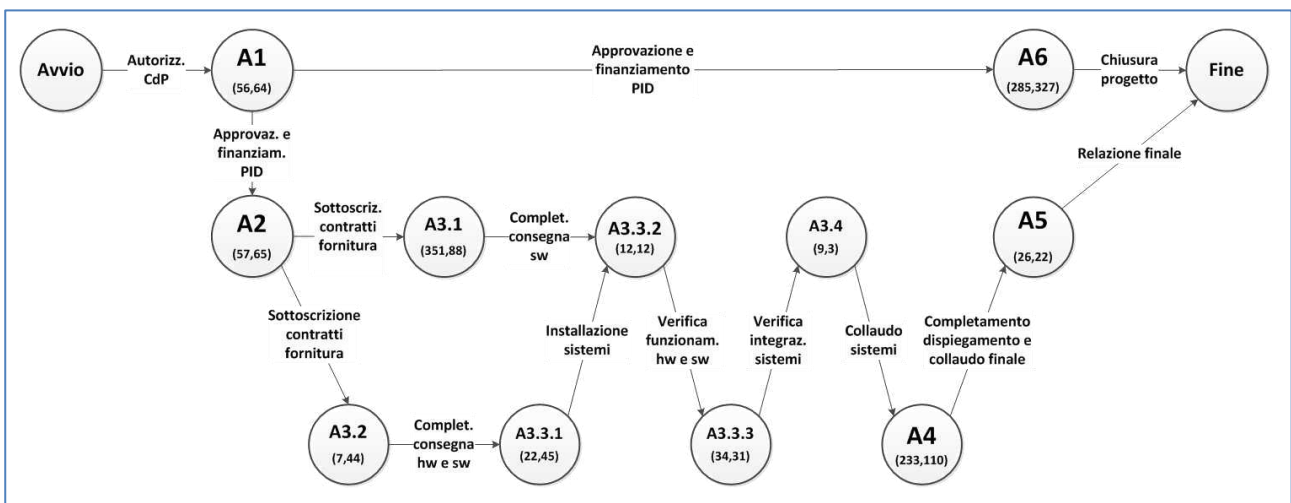 Avvio
Autorizz.
CdP
A1
(56,64)
Approvazione e
finanziamento
PID
A6
(285,327)
Chiusura
progetto
Fine
Approvaz. e
finanziam.
PID
Relazione finale
A2
(57,65)
Sottoscriz.
contratti
fornitura
A3.1
(351,88)
Complet.
consegna
sw
A3.3.2
(12,12)
A3.4
(9,3)
A5
(26,22)
Sottoscrizione
contratti
fornitura
Installazione
sistemi
Verifica
funzionam.
hw e sw
Verifica
integraz.
sistemi
Collaudo
sistemi
Completamento
dispiegamento e
collaudo finale
A3.2
(7,44)
Complet.
consegna
hw e sw
A3.3.1
(22,45)
A3.3.3
(34,31)
A4
(233,110)